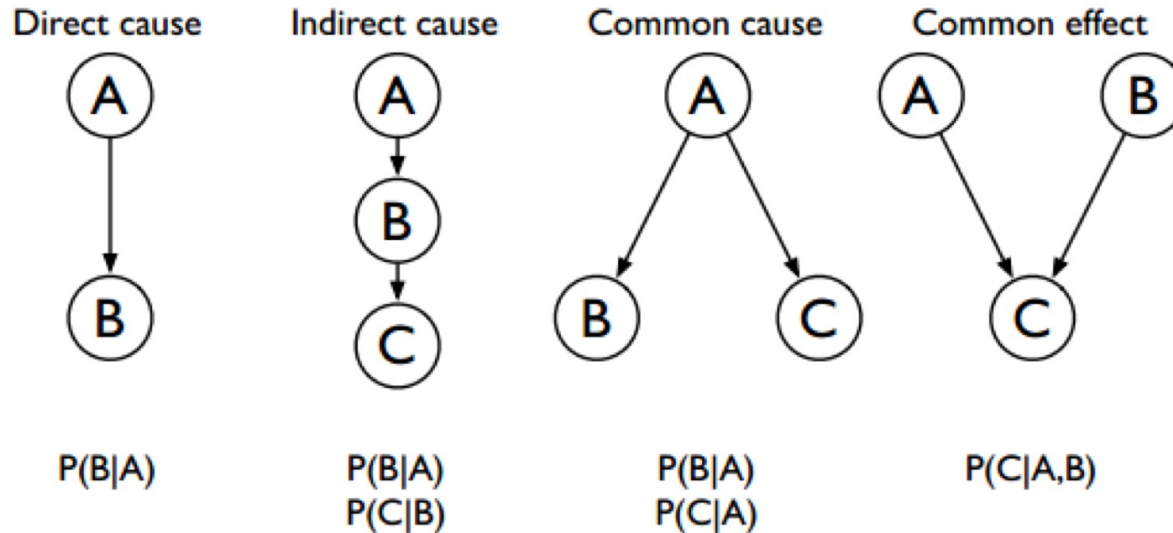 Direct cause
A
B
P(B|A)
Indirect cause
A
B
C
P(B|A)
P(C|B)
Common cause
A
B
C
P(B|A)
P(C|A)
Common effect
A
B
C
P(C|A,B)